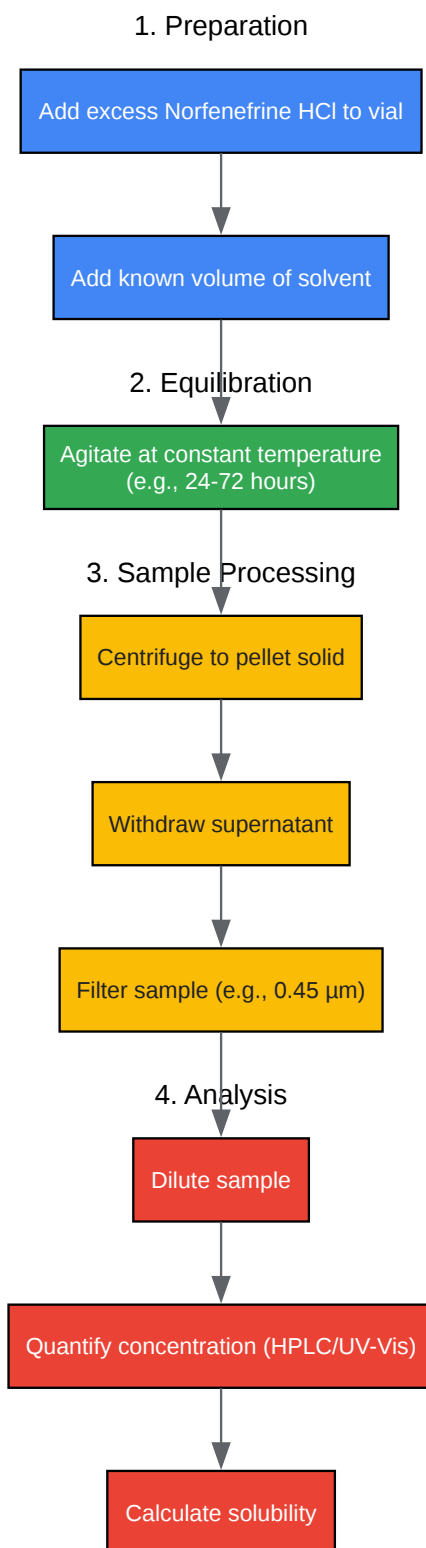 1. Preparation
Add excess Norfenefrine HCl to vial
Add known volume of solvent
2. Equilibration
Agitate at constant temperature
(e.g., 24-72 hours)
3. Sample Processing
Centrifuge to pellet solid
Withdraw supernatant
Filter sample (e.g., 0.45 µm)
4. Analysis
Dilute sample
Quantify concentration (HPLC/UV-Vis)
Calculate solubility